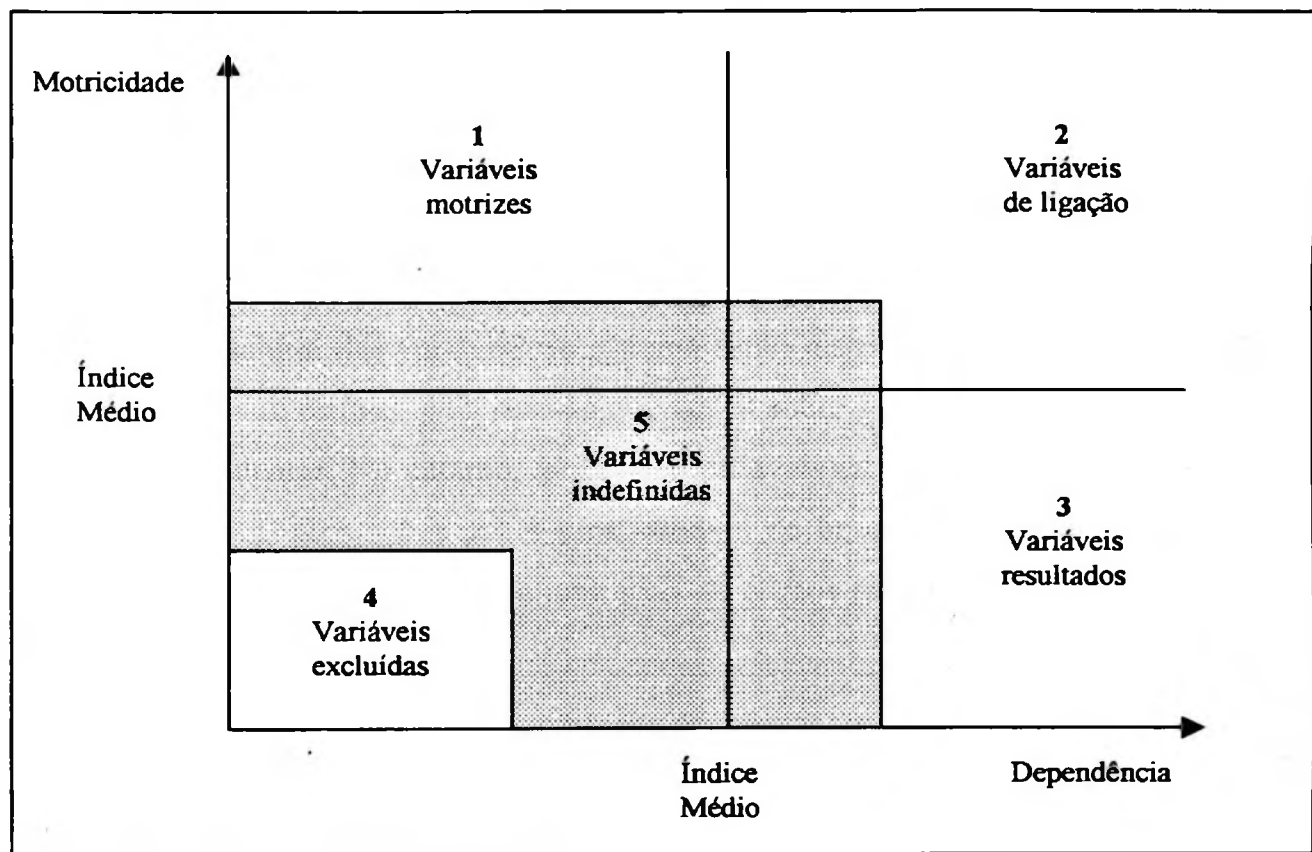 Motricidade
1
Variáveis
motrizes
2
Variáveis
de ligação
Índice
Médio
5
Variáveis
indefinidas
3
Variáveis
resultados
4
Variáveis
excluídas
Índice
Médio
Dependência